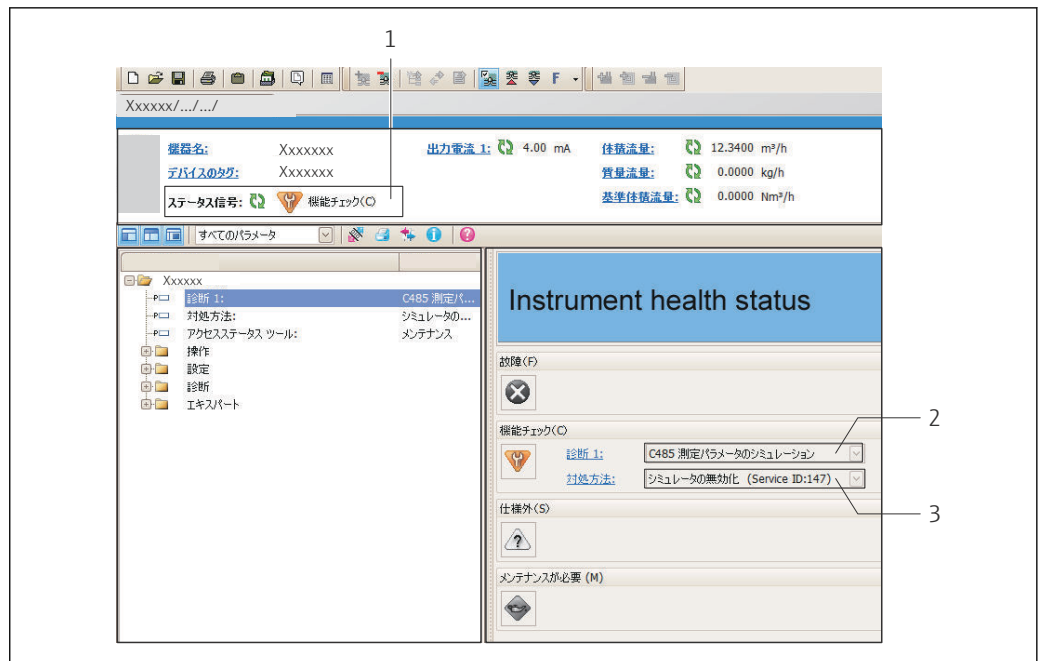 1
Xxxxxx/.../.../
機器名: Xxxxxxx 出力電流 1: 4.00 mA 体積流量: 12.3400 m³/h
デバイスのタグ: Xxxxxxx 質量流量: 0.0000 kg/h
ステータス信号: 機能チェック(C) 基準体積流量: 0.0000 Nm³/h
すべてのパラメータ
Xxxxxx
診断 1: C485 測定パ...
対処方法: シミュレータの...
アクセスステータス ツール: メンテナンス
操作
設定
診断
エキスパート
Instrument health status
故障(F)
機能チェック(C)
診断 1: C485 測定パラメータのシミュレーション
2
対処方法: シミュレータの無効化 (Service ID:147)
3
仕様外(S)
メンテナンスが必要 (M)